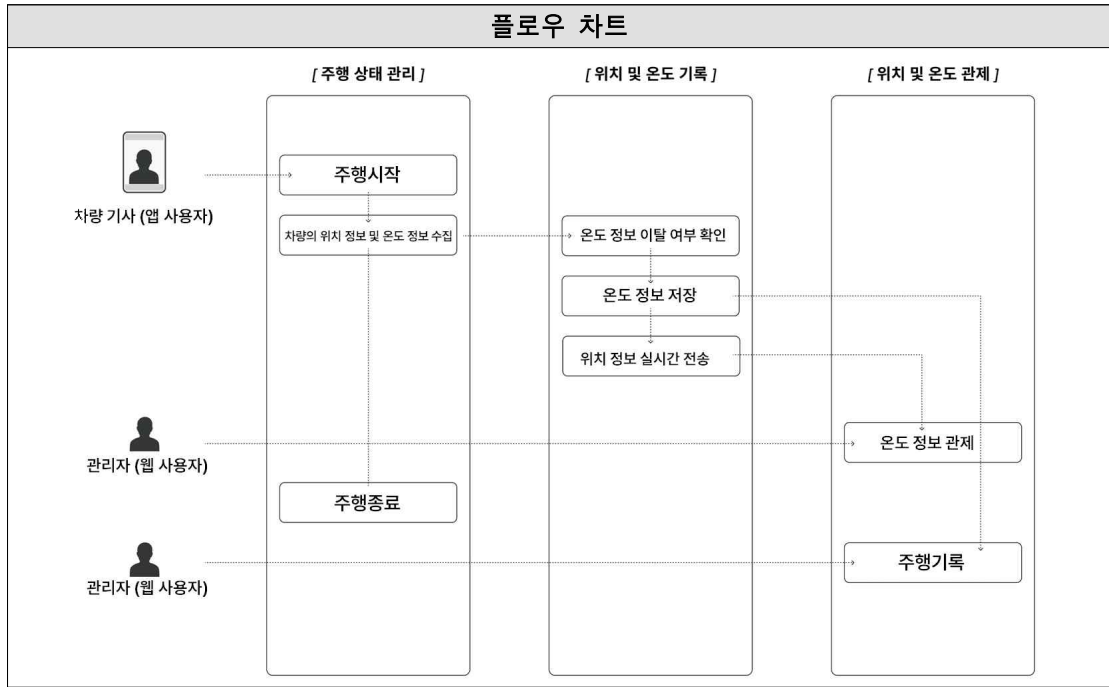 플로우 차트
[ 주행 상태 관리 ]
[ 위치 및 온도 기록 ]
[ 위치 및 온도 관제 ]
주행시작
차량 기사 (앱 사용자)
차량의 위치 정보 및 온도 정보 수집
온도 정보 이탈 여부 확인
온도 정보 저장
위치 정보 실시간 전송
관리자 (웹 사용자)
온도 정보 관제
주행종료
관리자 (웹 사용자)
주행기록